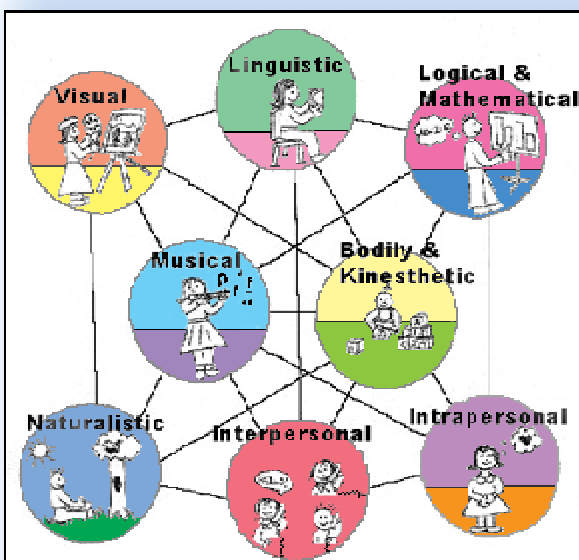 Linguistic
Visual
Logical &
Mathematical
Musical
Bodily &
Kinesthetic
Naturalistic
Interpersonal
Intrapersonal